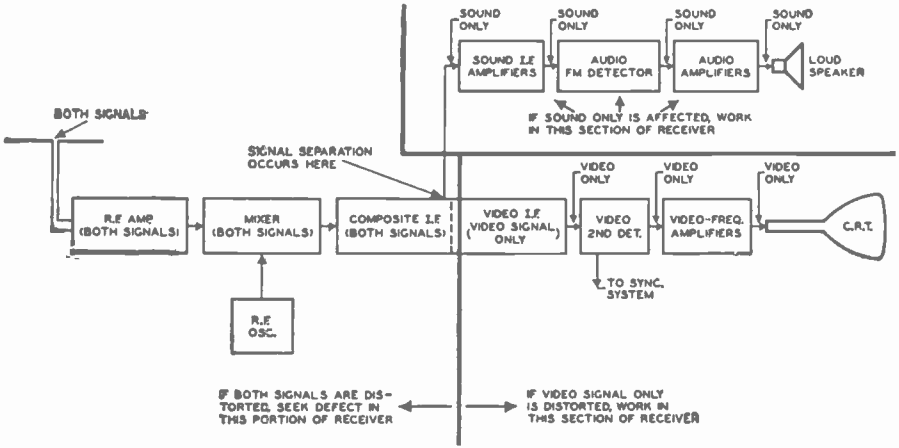 SOUND
ONLY
SOUND
ONLY
SOUND
ONLY
SOUND
ONLY
SOUND I.F.
AMPLIFIERS
AUDIO
FM DETECTOR
AUDIO
AMPLIFIERS
LOUD
SPEAKER
IF SOUND ONLY IS AFFECTED, WORK
IN THIS SECTION OF RECEIVER
BOTH SIGNALS
SIGNAL SEPARATION
OCCURS HERE
VIDEO
ONLY
VIDEO
ONLY
VIDEO
ONLY
R.F. AMP.
(BOTH SIGNALS)
MIXER
(BOTH SIGNALS)
COMPOSITE I.F.
(BOTH SIGNALS)
VIDEO I.F.
(VIDEO SIGNAL
ONLY)
VIDEO
2ND DET.
VIDEO-FREQ.
AMPLIFIERS
C.R.T.
TO SYNC.
SYSTEM
R.F.
OSC.
IF BOTH SIGNALS ARE DIS-
TORTED, SEEK DEFECT IN
THIS PORTION OF RECEIVER
IF VIDEO SIGNAL ONLY
IS DISTORTED, WORK IN
THIS SECTION OF RECEIVER